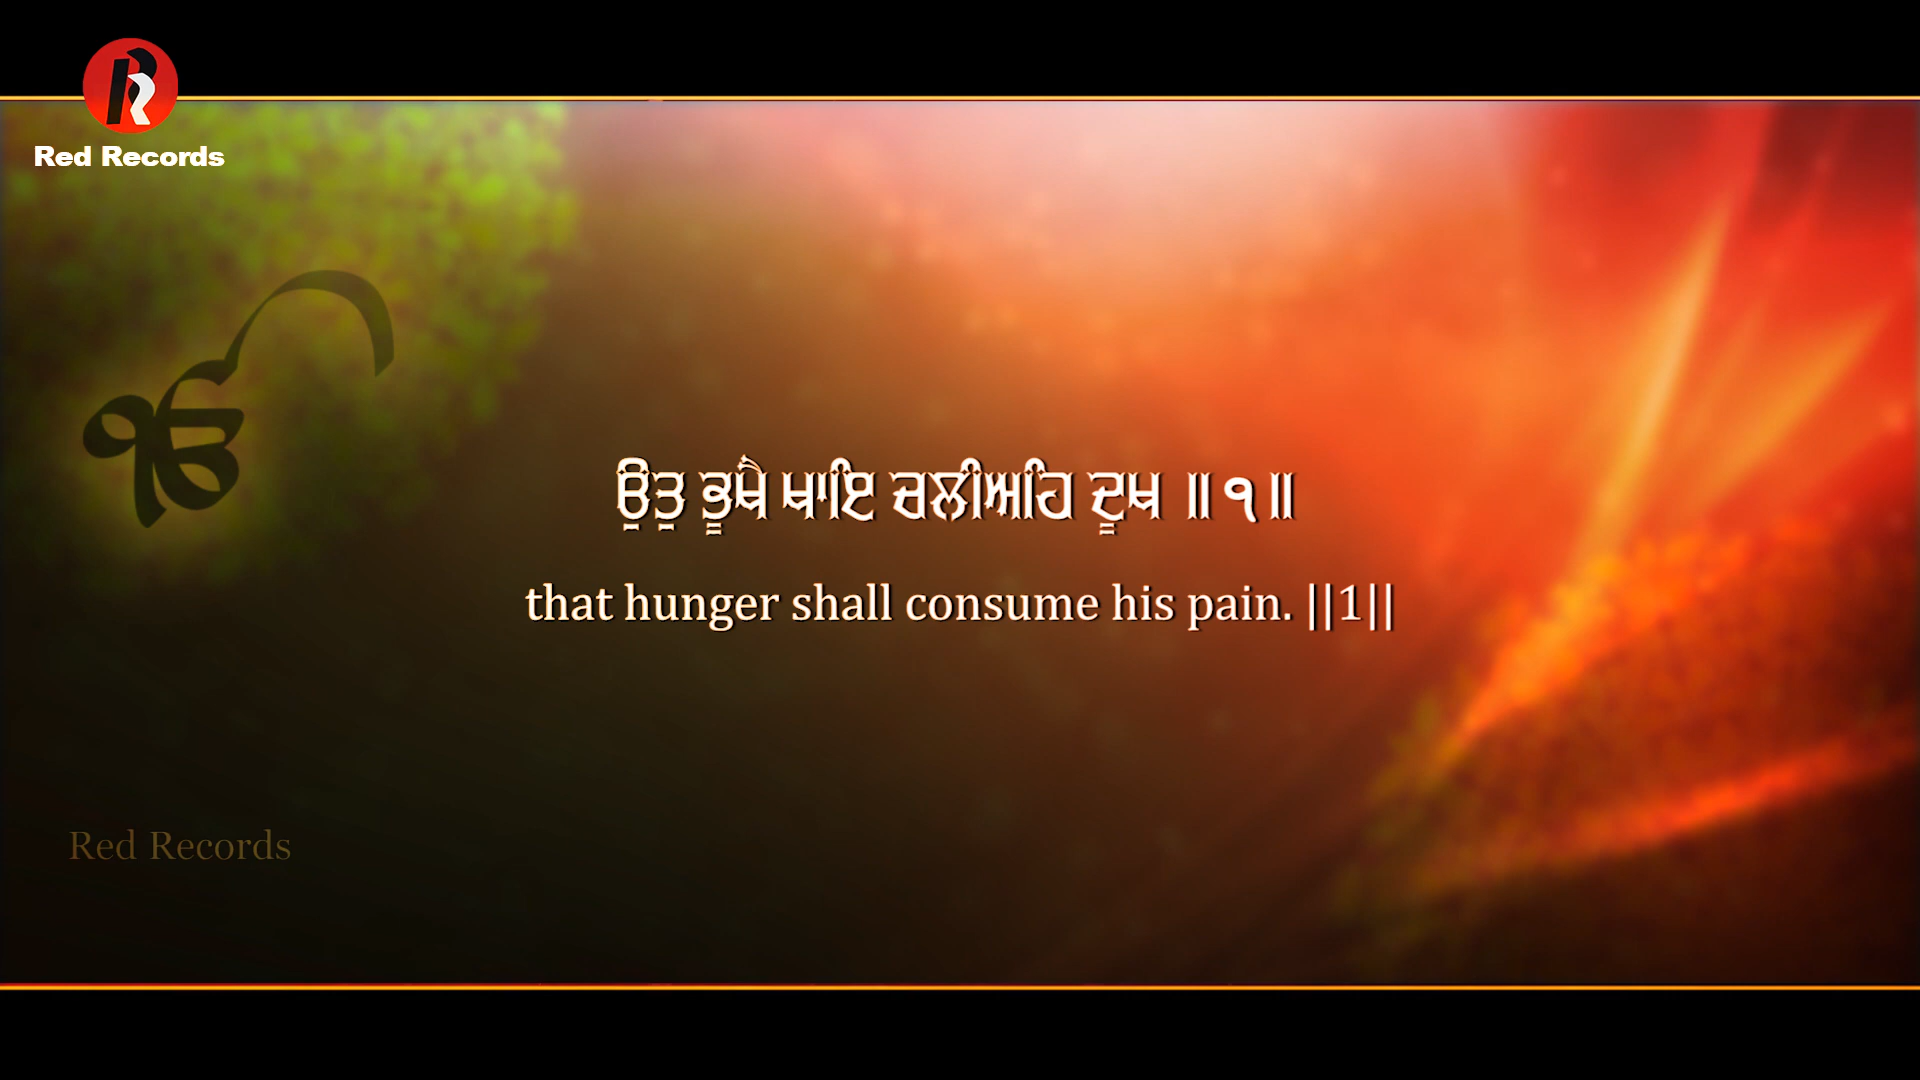 Red Records
ੴ
ਉਤੁ ਭੂਖੈ ਖਾਇ ਚਲੀਅਹਿ ਦੂਖ ॥੧॥
that hunger shall consume his pain. ||1||
Red Records